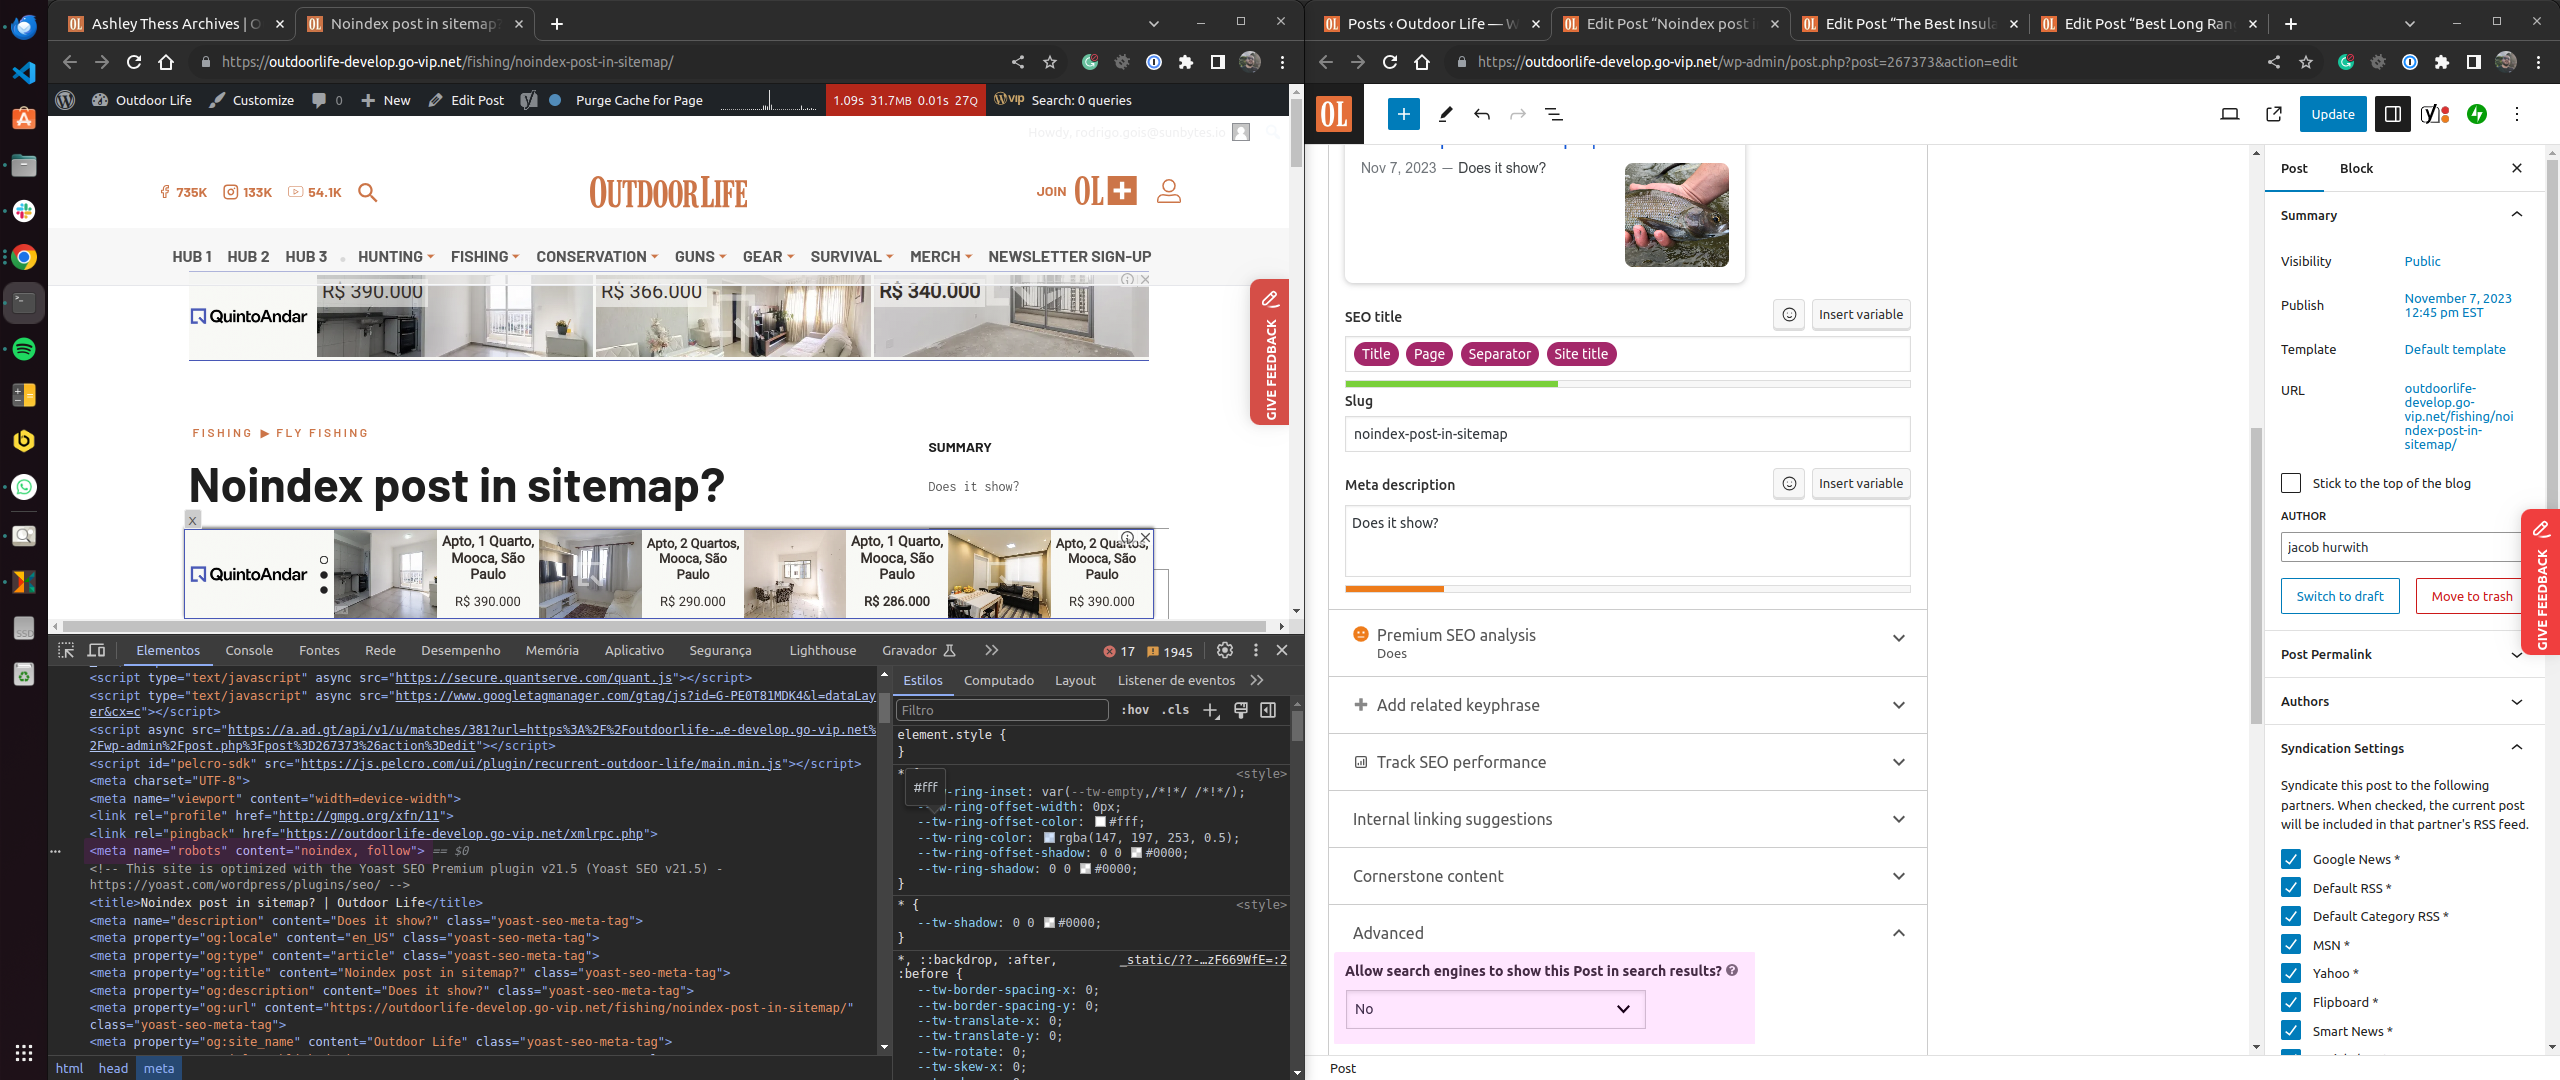 Ashley Thess Archives | O
Noindex post in sitemap?
https://outdoorlife-develop.go-vip.net/fishing/noindex-post-in-sitemap/
Outdoor Life
Customize
0
New
Edit Post
Purge Cache for Page
1.09s 31.7MB 0.01s 27Q
Search: 0 queries
Howdy, rodrigo.gois@sunbytes.io
735K
133K
54.1K
OUTDOOR LIFE
JOIN OL+
HUB 1
HUB 2
HUB 3
HUNTING
FISHING
CONSERVATION
GUNS
GEAR
SURVIVAL
MERCH
NEWSLETTER SIGN-UP
QuintoAndar
R$ 390.000
R$ 366.000
R$ 340.000
GIVE FEEDBACK
FISHING ▶ FLY FISHING
SUMMARY
Noindex post in sitemap?
Does it show?
X
QuintoAndar
Apto, 1 Quarto, Mooca, São Paulo
R$ 390.000
Apto, 2 Quartos, Mooca, São Paulo
R$ 290.000
Apto, 1 Quarto, Mooca, São Paulo
R$ 286.000
Apto, 2 Quartos, Mooca, São Paulo
R$ 390.000
Elementos
Console
Fontes
Rede
Desempenho
Memória
Aplicativo
Segurança
Lighthouse
Gravador
17
1945
<script type="text/javascript" async src="https://secure.quantserve.com/quant.js"></script>
<script type="text/javascript" async src="https://www.googletagmanager.com/gtag/js?id=G-PE0T81MDK4&l=dataLay
er&cx=c"></script>
<script async src="https://a.ad.gt/api/v1/u/matches/381?url=https%3A%2F%2Foutdoorlife-…e-develop.go-vip.net%
2Fwp-admin%2Fpost.php%3Fpost%3D267373%26action%3Dedit"></script>
<script id="pelcro-sdk" src="https://js.pelcro.com/ui/plugin/recurrent-outdoor-life/main.min.js"></script>
<meta charset="UTF-8">
<meta name="viewport" content="width=device-width">
<link rel="profile" href="http://gmpg.org/xfn/11">
<link rel="pingback" href="https://outdoorlife-develop.go-vip.net/xmlrpc.php">
<meta name="robots" content="noindex, follow"> == $0
<!-- This site is optimized with the Yoast SEO Premium plugin v21.5 (Yoast SEO v21.5) -
https://yoast.com/wordpress/plugins/seo/ -->
<title>Noindex post in sitemap? | Outdoor Life</title>
<meta name="description" content="Does it show?" class="yoast-seo-meta-tag">
<meta property="og:locale" content="en_US" class="yoast-seo-meta-tag">
<meta property="og:type" content="article" class="yoast-seo-meta-tag">
<meta property="og:title" content="Noindex post in sitemap?" class="yoast-seo-meta-tag">
<meta property="og:description" content="Does it show?" class="yoast-seo-meta-tag">
<meta property="og:url" content="https://outdoorlife-develop.go-vip.net/fishing/noindex-post-in-sitemap/"
class="yoast-seo-meta-tag">
<meta property="og:site_name" content="Outdoor Life" class="yoast-seo-meta-tag">
html
head
meta
Estilos
Computado
Layout
Listener de eventos
Filtro
:hov
.cls
element.style {
}
<style>
#fff
-ring-inset: var(--tw-empty,/*!*/ /*!*/);
--tw-ring-offset-width: 0px;
--tw-ring-offset-color: #fff;
--tw-ring-color: rgba(147, 197, 253, 0.5);
--tw-ring-offset-shadow: 0 0 #0000;
--tw-ring-shadow: 0 0 #0000;
}
* {
<style>
--tw-shadow: 0 0 #0000;
}
*, ::backdrop, :after,
_static/??-…zF669WfE=:2
:before {
--tw-border-spacing-x: 0;
--tw-border-spacing-y: 0;
--tw-translate-x: 0;
--tw-translate-y: 0;
--tw-rotate: 0;
--tw-skew-x: 0;
Posts ‹ Outdoor Life — W
Edit Post “Noindex post i
Edit Post “The Best Insula
Edit Post “Best Long Ran
https://outdoorlife-develop.go-vip.net/wp-admin/post.php?post=267373&action=edit
OL
Update
Nov 7, 2023 — Does it show?
SEO title
Insert variable
Title
Page
Separator
Site title
Slug
noindex-post-in-sitemap
Meta description
Insert variable
Does it show?
Premium SEO analysis
Does
Add related keyphrase
Track SEO performance
Internal linking suggestions
Cornerstone content
Advanced
Allow search engines to show this Post in search results?
No
Post
Post
Block
Summary
Visibility
Public
Publish
November 7, 2023
12:45 pm EST
Template
Default template
URL
outdoorlife-
develop.go-
vip.net/fishing/noi
ndex-post-in-
sitemap/
Stick to the top of the blog
AUTHOR
jacob hurwith
Switch to draft
Move to trash
GIVE FEEDBACK
Post Permalink
Authors
Syndication Settings
Syndicate this post to the following
partners. When checked, the current post
will be included in that partner's RSS feed.
Google News *
Default RSS *
Default Category RSS *
MSN *
Yahoo *
Flipboard *
Smart News *